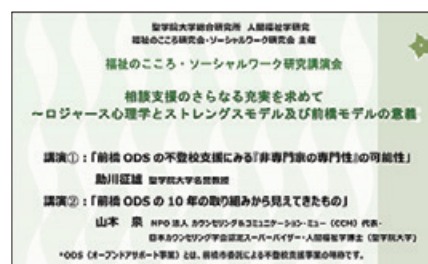 聖学院大学総合研究所 人間福祉学研究
福祉のこころ研究会・ソーシャルワーク研究会 主催
福祉のこころ・ソーシャルワーク研究講演会
相談支援のさらなる充実を求めて
～ロジャース心理学とストレングスモデル及び前橋モデルの意義
講演①：「前橋 ODS の不登校支援にみる『非専門家の専門性』の可能性」
助川征雄 聖学院大学名誉教授
講演②：「前橋 ODS の 10 年の取り組みから見えてきたもの」
山本 泉 NPO 法人 カウンセリング&コミュニケーション・ミュー（CCM）代表・
日本カウンセリング学会認定スーパーバイザー・人間福祉学博士（聖学院大学）
*ODS（オープンドアサポート事業）とは、前橋市委託による不登校支援事業の略称です。